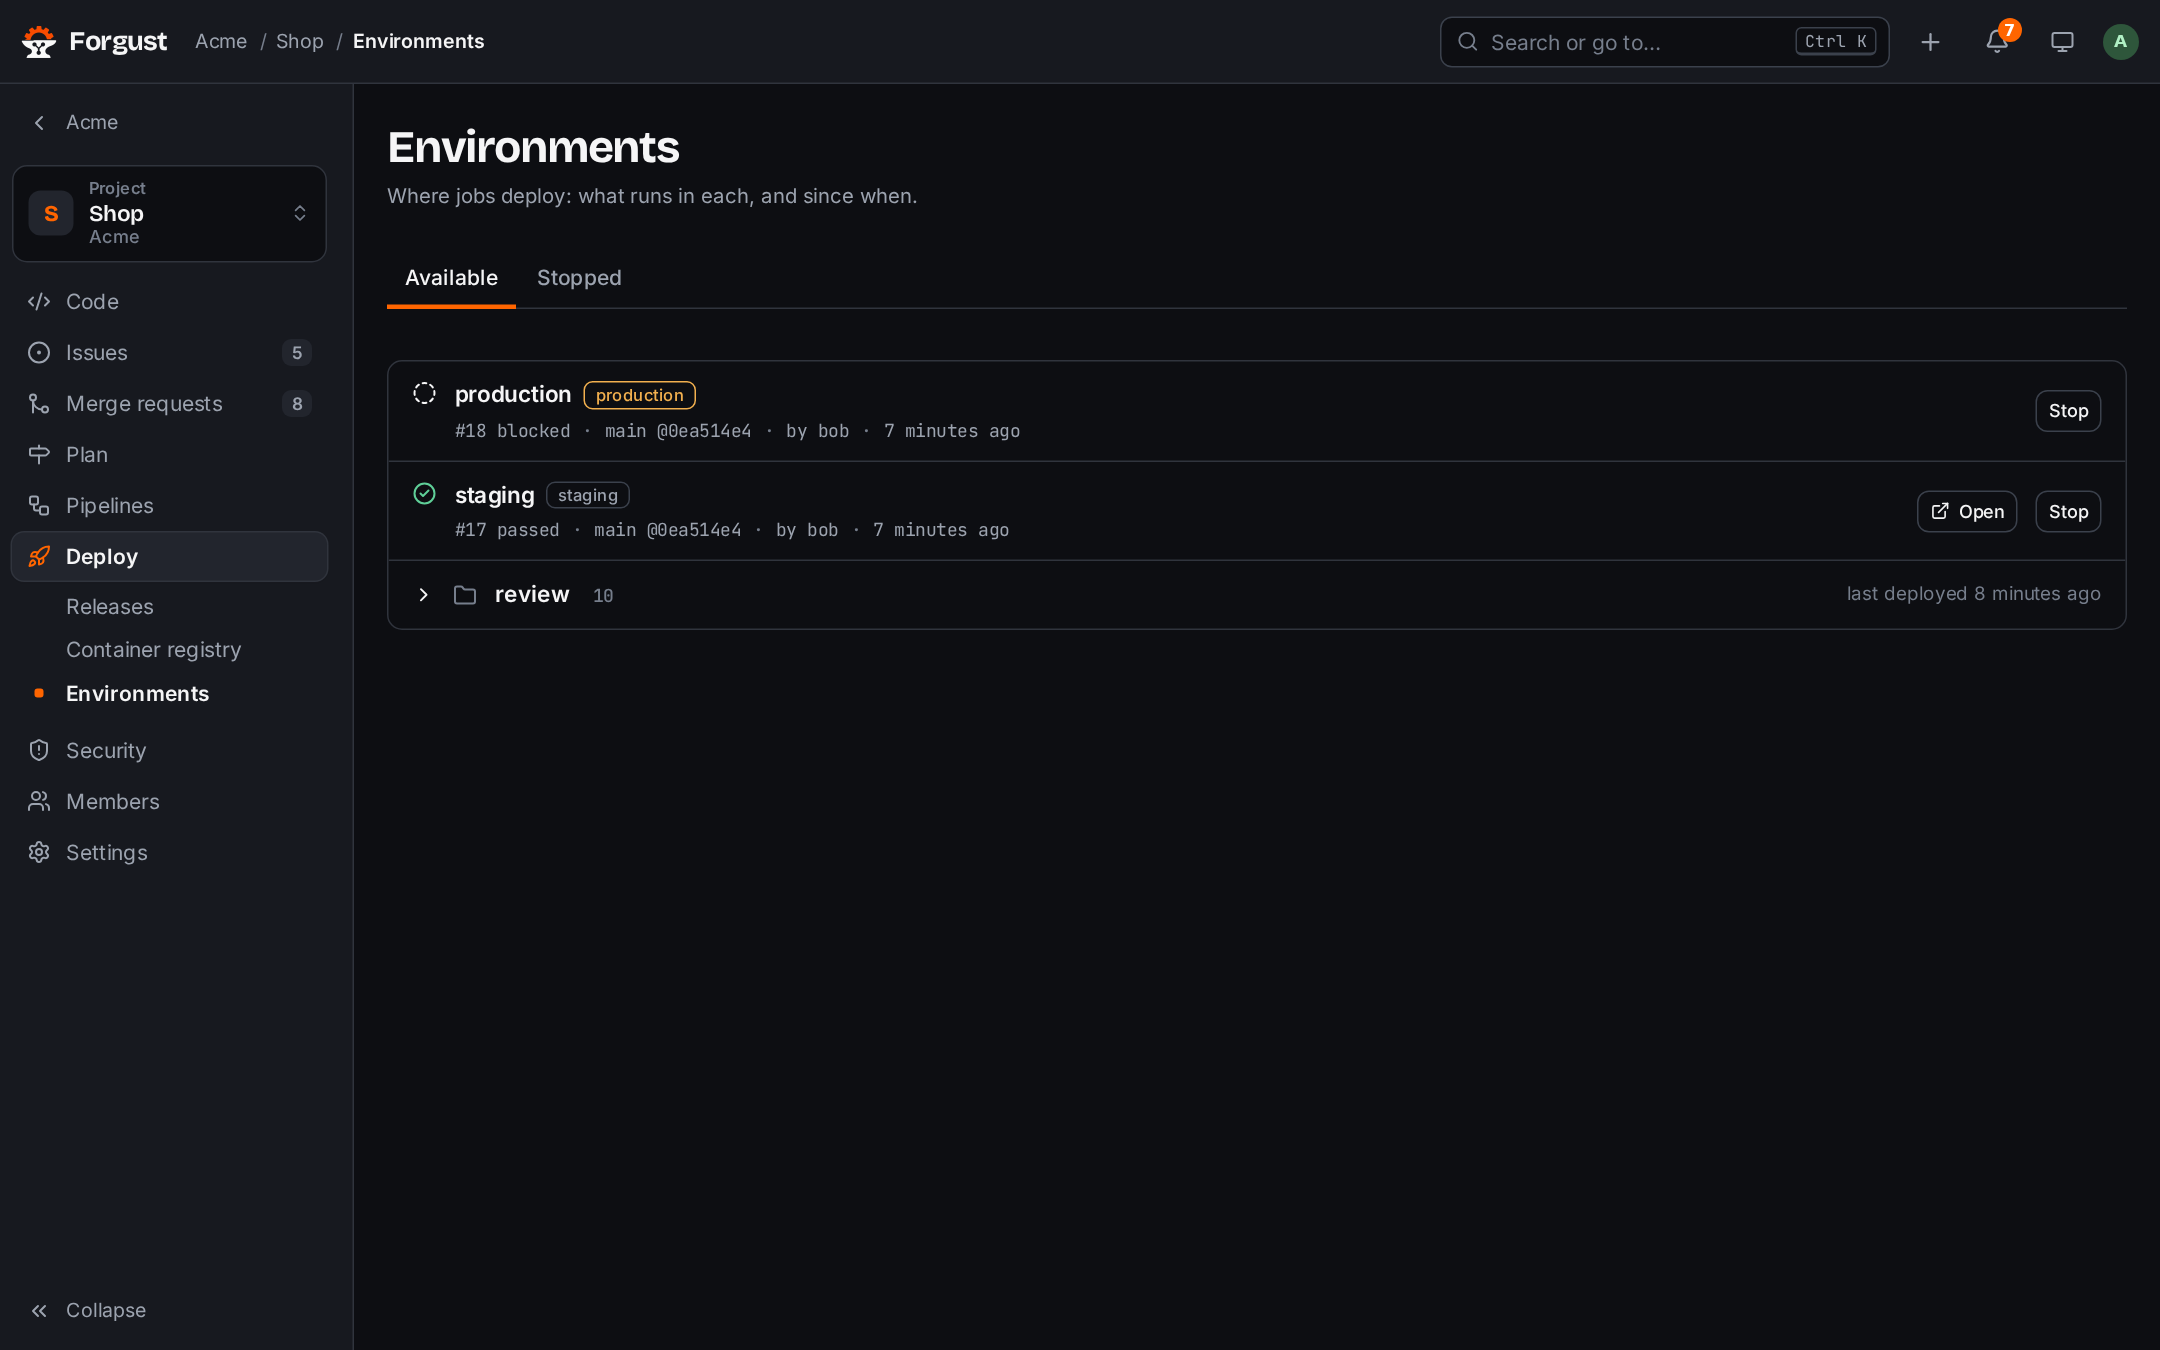 Forgust
Acme / Shop / Environments
Search or go to...
Ctrl K
7
A
Acme
S
Project
Shop
Acme
Code
Issues 5
Merge requests 8
Plan
Pipelines
Deploy
Releases
Container registry
Environments
Security
Members
Settings
Collapse
Environments
Where jobs deploy: what runs in each, and since when.
Available Stopped
production production
#18 blocked · main @0ea514e4 · by bob · 7 minutes ago
Stop
staging staging
#17 passed · main @0ea514e4 · by bob · 7 minutes ago
Open Stop
review 10
last deployed 8 minutes ago